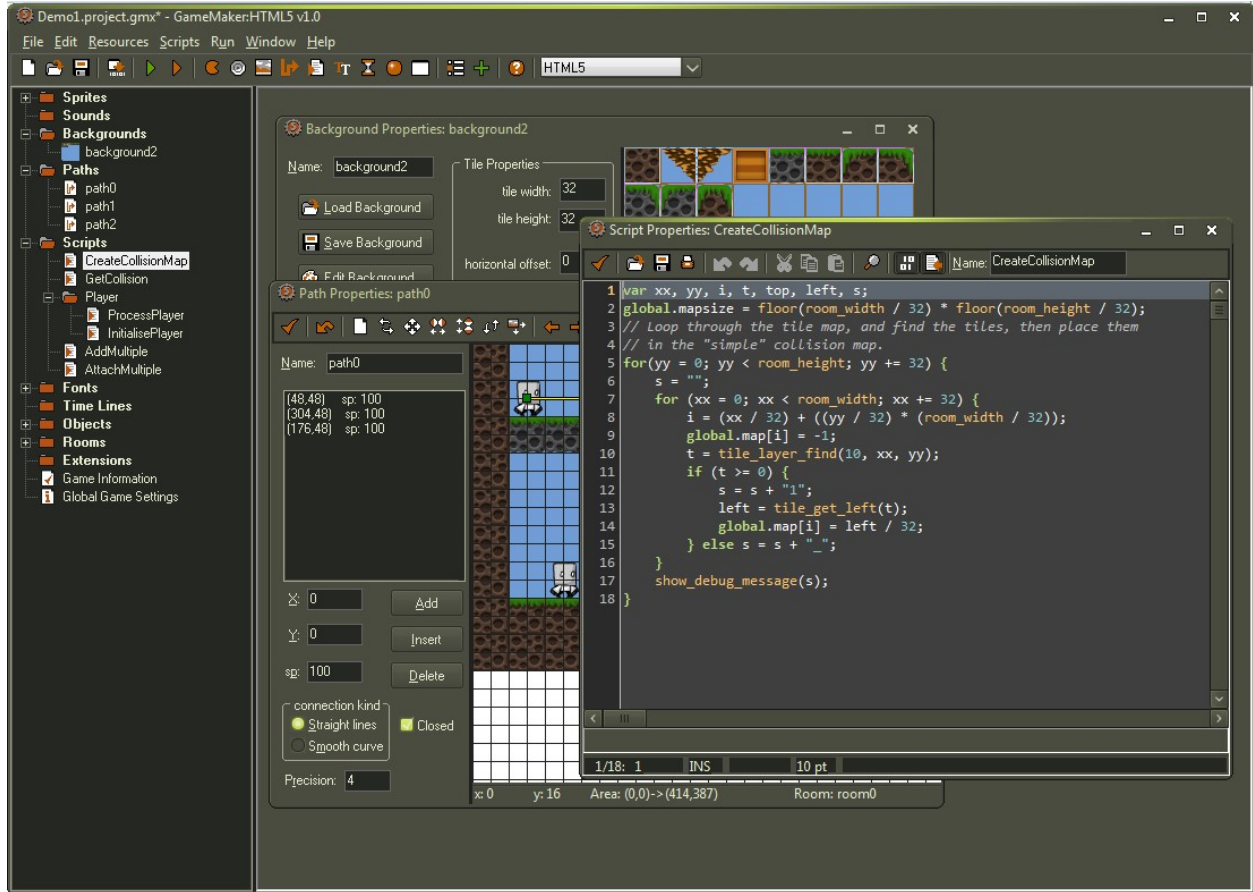 Demo1.project.gmx* - GameMaker:HTML5 v1.0
File Edit Resources Scripts Run Window Help
HTML5
Sprites
Sounds
Backgrounds
background2
Paths
path0
path1
path2
Scripts
CreateCollisionMap
GetCollision
Player
ProcessPlayer
InitialisePlayer
AddMultiple
AttachMultiple
Fonts
Time Lines
Objects
Rooms
Extensions
Game Information
Global Game Settings
Background Properties: background2
Name: background2
Load Background
Save Background
Edit Background
Tile Properties
tile width: 32
tile height: 32
horizontal offset: 0
Path Properties: path0
Name: path0
(48,48) sp: 100
(304,48) sp: 100
(176,48) sp: 100
X: 0
Add
Y: 0
Insert
sp: 100
Delete
connection kind
Straight lines
Closed
Smooth curve
Precision: 4
x: 0 y: 16 Area: (0,0)->(414,387) Room: room0
Script Properties: CreateCollisionMap
Name: CreateCollisionMap
1 var xx, yy, i, t, top, left, s;
2 global.mapsize = floor(room_width / 32) * floor(room_height / 32);
3 // Loop through the tile map, and find the tiles, then place them
4 // in the "simple" collision map.
5 for(yy = 0; yy < room_height; yy += 32) {
6 s = "";
7 for (xx = 0; xx < room_width; xx += 32) {
8 i = (xx / 32) + ((yy / 32) * (room_width / 32));
9 global.map[i] = -1;
10 t = tile_layer_find(10, xx, yy);
11 if (t >= 0) {
12 s = s + "1";
13 left = tile_get_left(t);
14 global.map[i] = left / 32;
15 } else s = s + "_";
16 }
17 show_debug_message(s);
18 }
1/18: 1 INS 10 pt